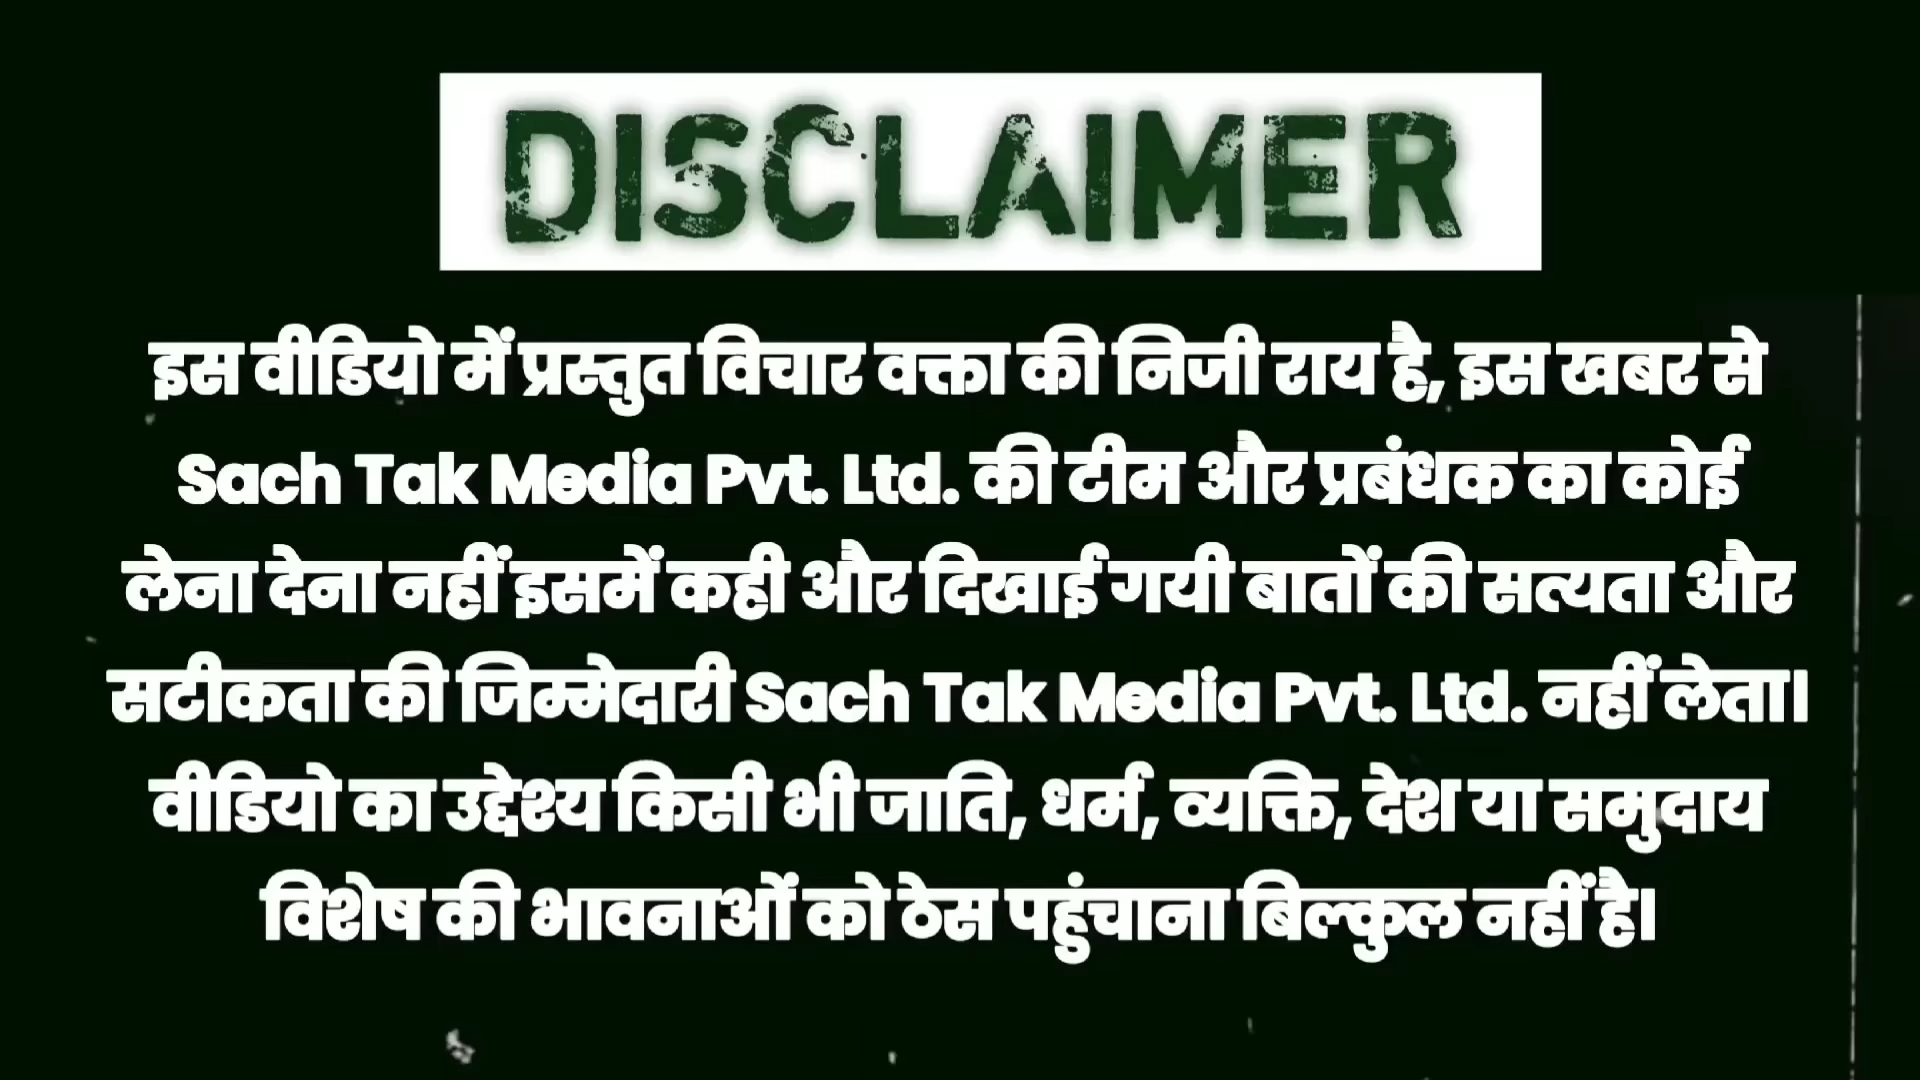 DISCLAIMER
इस वीडियो में प्रस्तुत विचार वक्ता की निजी राय है, इस खबर से
Sach Tak Media Pvt. Ltd. की टीम और प्रबंधक का कोई
लेना देना नहीं इसमें कही और दिखाई गयी बातों की सत्यता और
सटीकता की जिम्मेदारी Sach Tak Media Pvt. Ltd. नहीं लेता।
वीडियो का उद्देश्य किसी भी जाति, धर्म, व्यक्ति, देश या समुदाय
विशेष की भावनाओं को ठेस पहुंचाना बिल्कुल नहीं है।